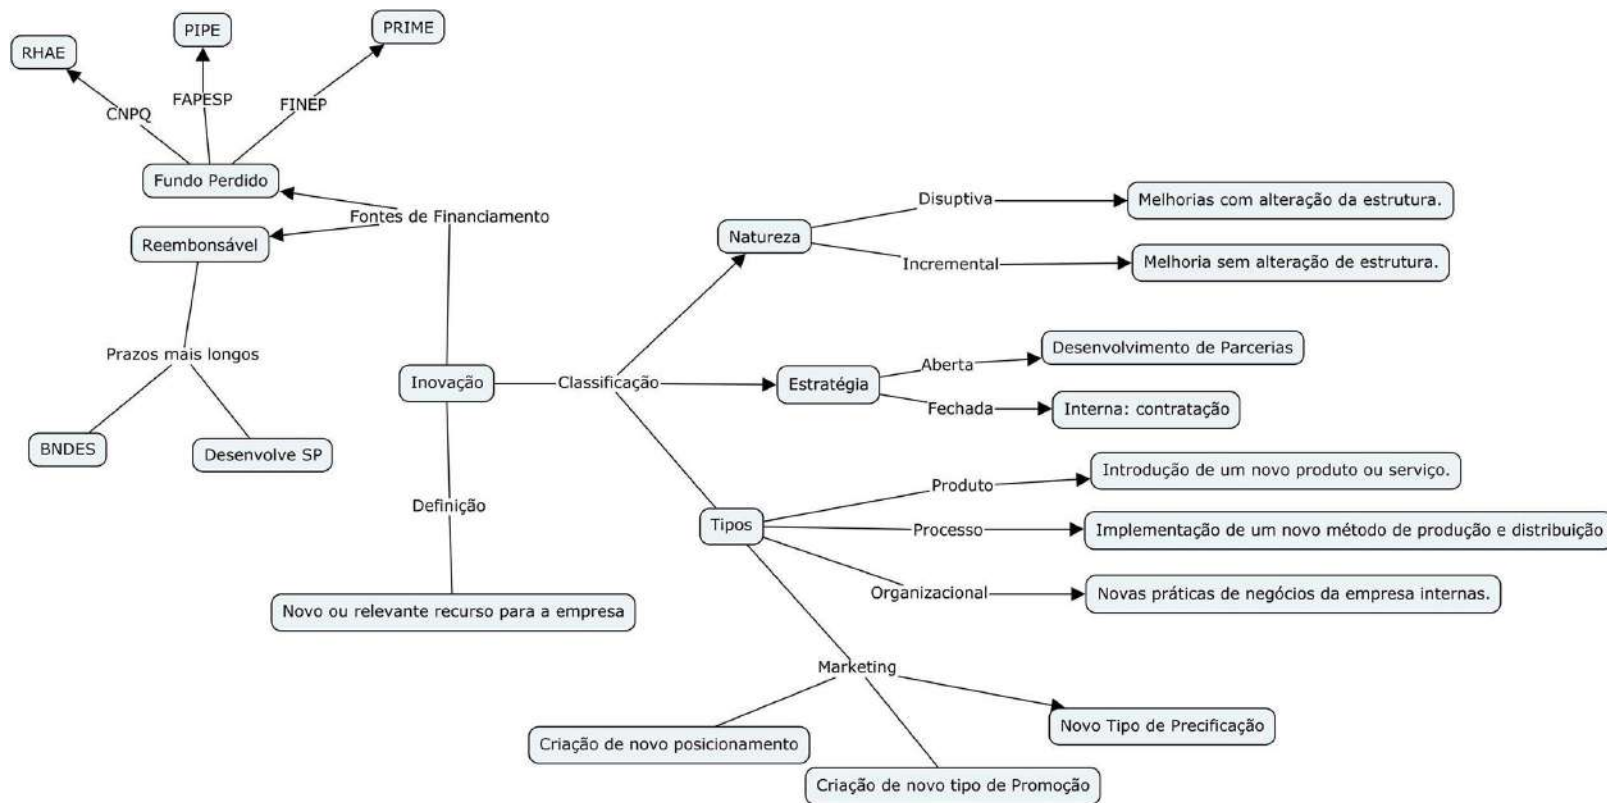 PRIME
PIPE
RHAE
FAPESP
FINEP
CNPQ
Fundo Perdido
Fontes de Financiamento
Reembonsável
Prazos mais longos
BNDES
Desenvolve SP
Inovação
Classificação
Definição
Novo ou relevante recurso para a empresa
Natureza
Disuptiva
Melhorias com alteração da estrutura.
Incremental
Melhoria sem alteração de estrutura.
Estratégia
Aberta
Desenvolvimento de Parcerias
Fechada
Interna: contratação
Tipos
Produto
Introdução de um novo produto ou serviço.
Processo
Implementação de um novo método de produção e distribuição
Organizacional
Novas práticas de negócios da empresa internas.
Marketing
Criação de novo posicionamento
Criação de novo tipo de Promoção
Novo Tipo de Precificação